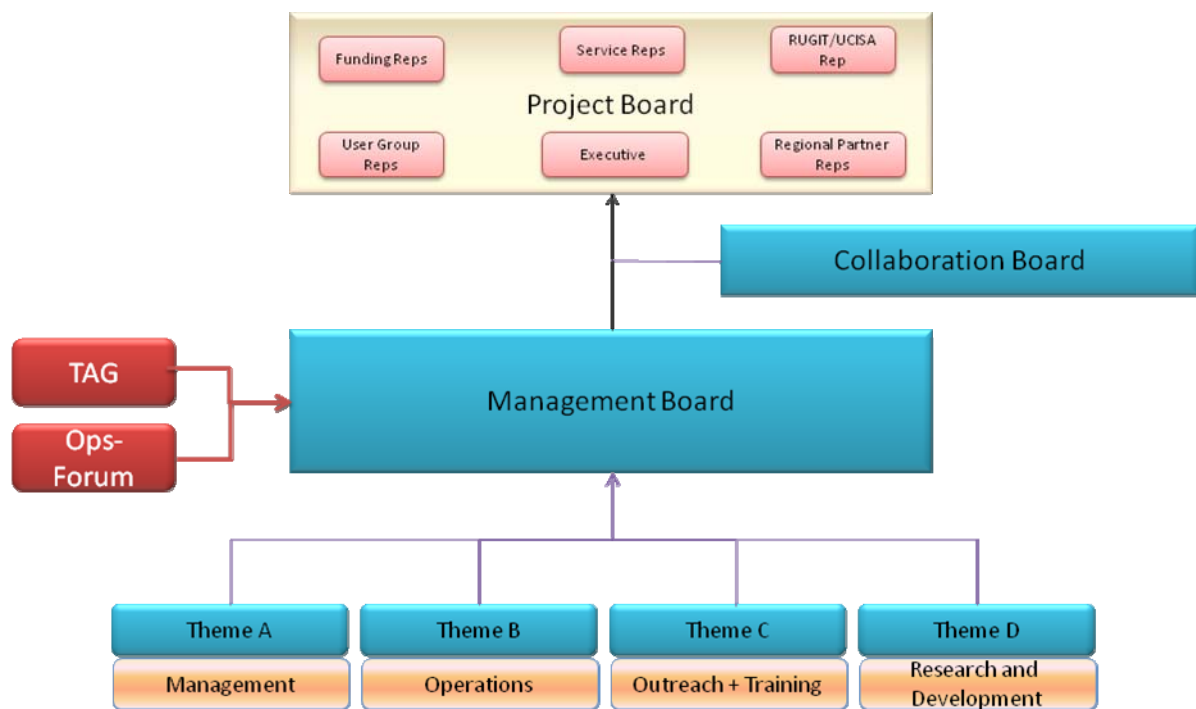 Funding Reps
Service Reps
RUGIT/UCISA
Rep
Project Board
User Group
Reps
Executive
Regional Partner
Reps
Collaboration Board
TAG
Ops-
Forum
Management Board
Theme A
Theme B
Theme C
Theme D
Management
Operations
Outreach + Training
Research and
Development